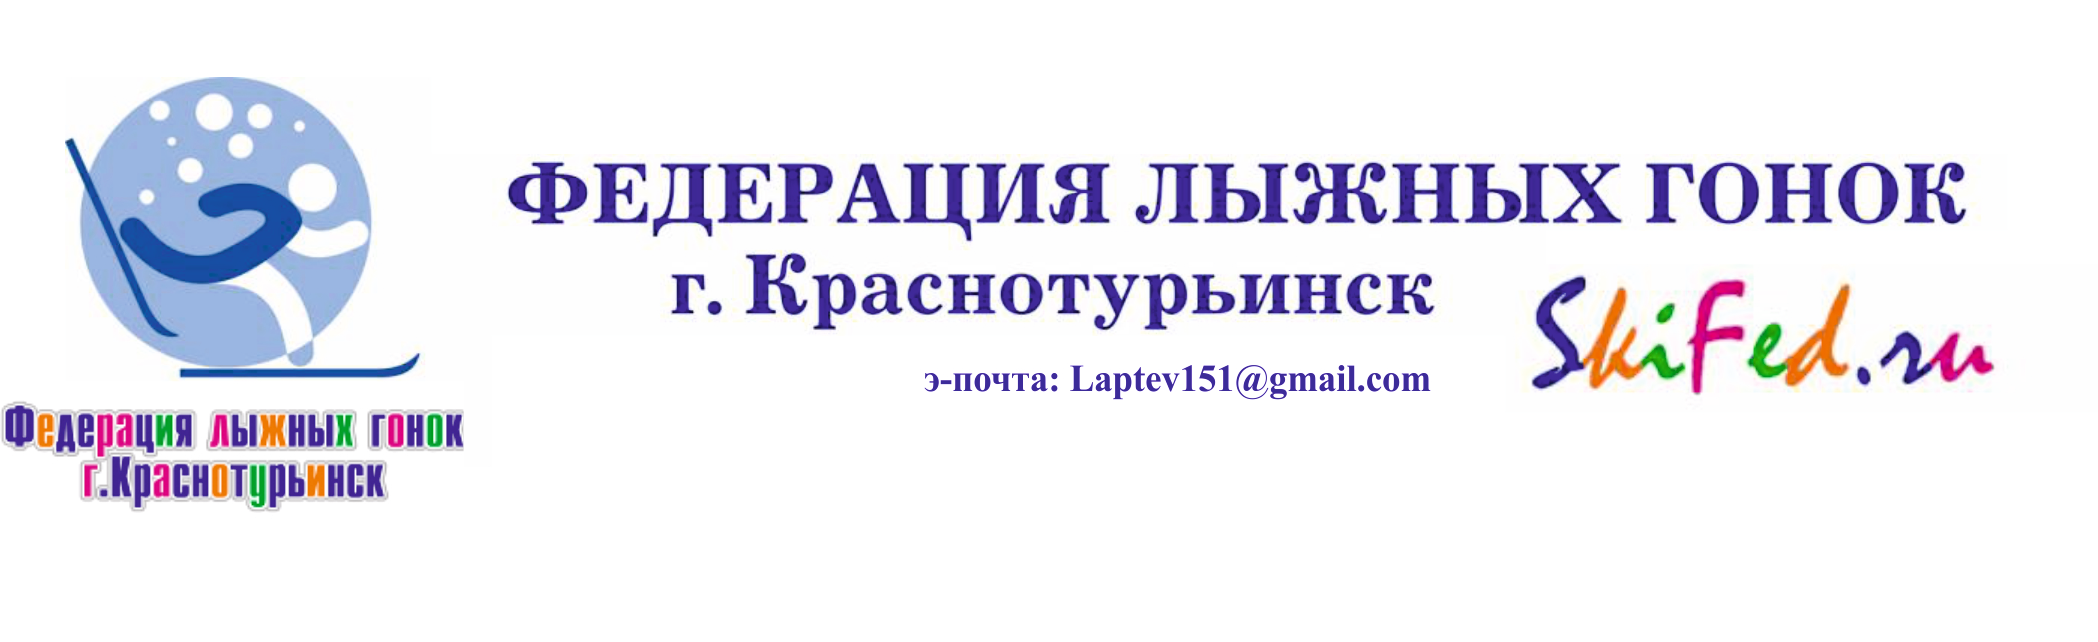 ФЕДЕРАЦИЯ ЛЫЖНЫХ ГОНОК
г. Краснотурьинск
SkiFed.ru
э-почта: Laptev151@gmail.com
Федерация лыжных гонок
г.Краснотурьинск